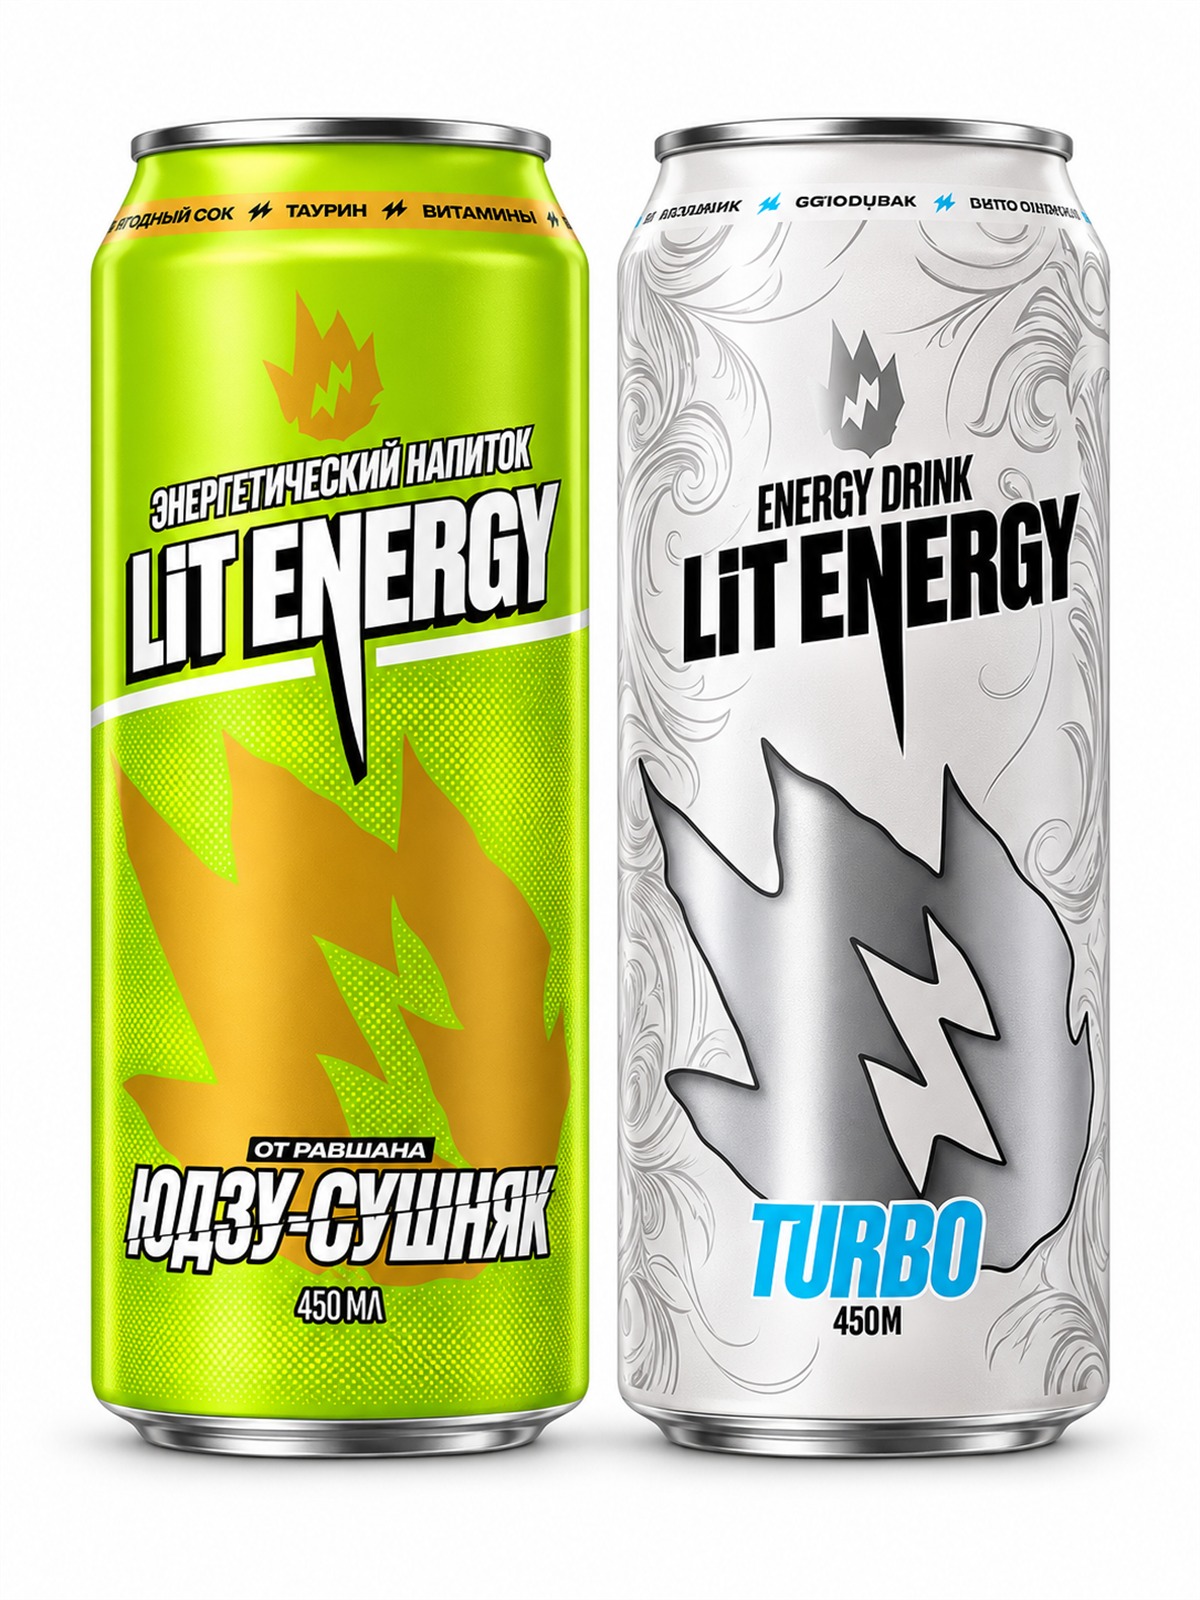 ЯГОДНЫЙ СОК ТАУРИН ВИТАМИНЫ
ЭНЕРГЕТИЧЕСКИЙ НАПИТОК
LiT ENERGY
ОТ РАВШАНА
ЮДЗУ-СУШНЯК
450 МЛ
ENERGY DRINK
LiT ENERGY
TURBO
450М